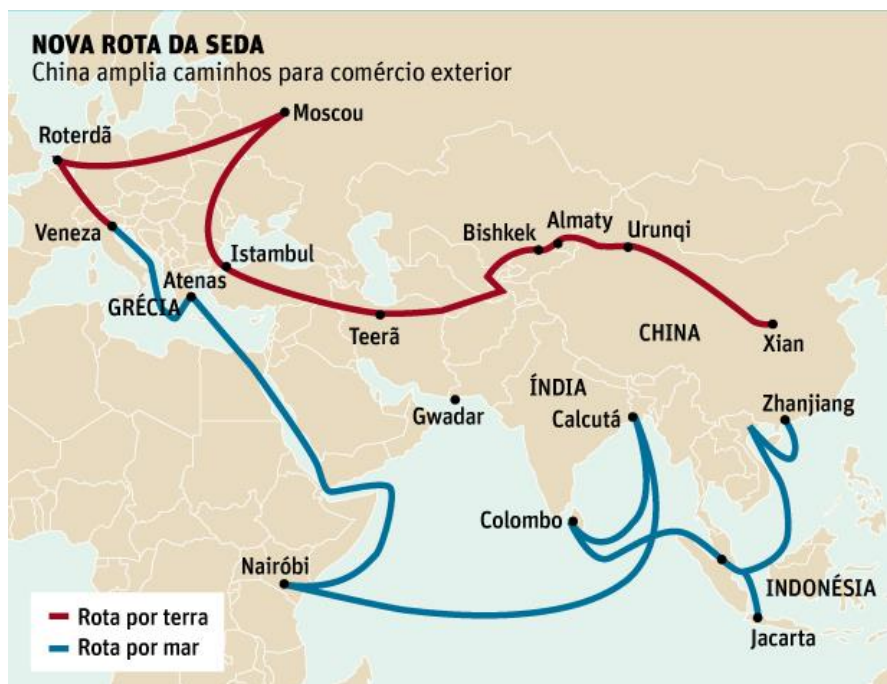 NOVA ROTA DA SEDA
China amplia caminhos para comércio exterior
Moscou
Roterdã
Veneza
Istambul
Bishkek
Almaty
Urunqi
Atenas
GRÉCIA
Teerã
CHINA
Xian
Gwadar
ÍNDIA
Calcutá
Zhanjiang
Colombo
Nairóbi
INDONÉSIA
Jacarta
Rota por terra
Rota por mar